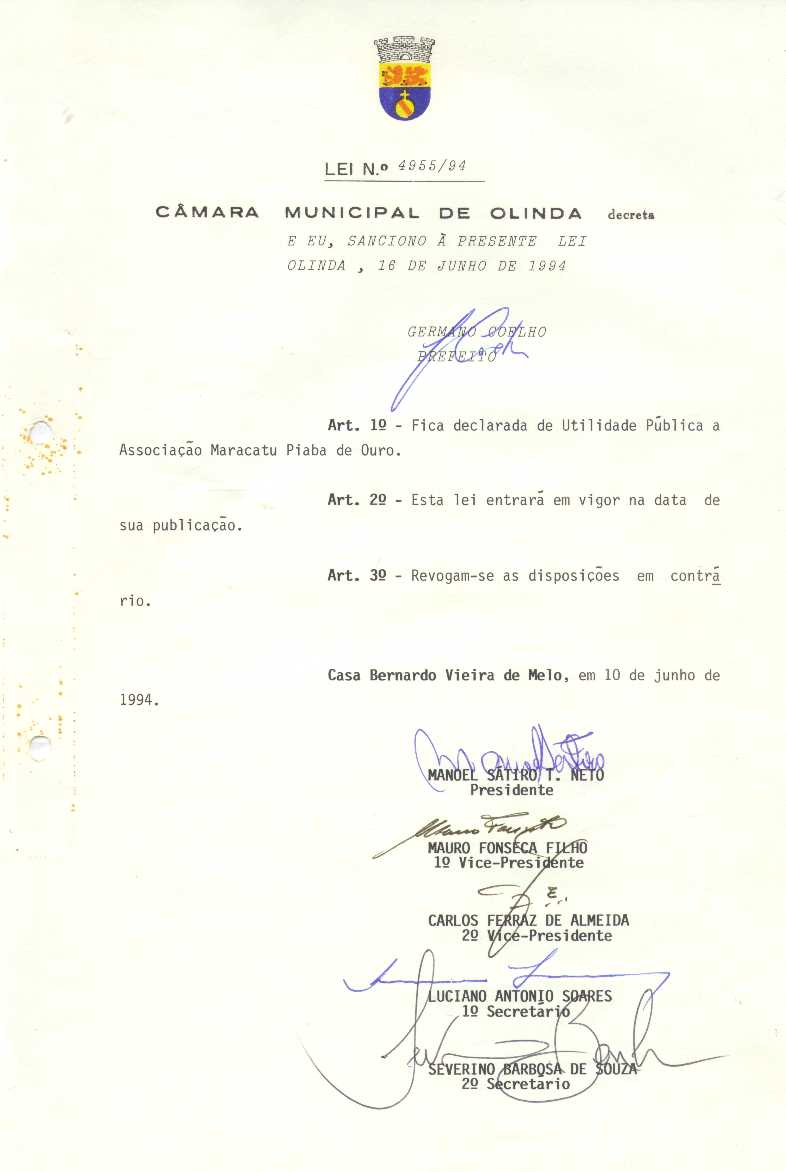 LEI N.º 4955/94
CÂMARA MUNICIPAL DE OLINDA decreta
E EU, SANCIONO À PRESENTE LEI
OLINDA , 16 DE JUNHO DE 1994
GERMANO COELHO
PREFEITO
Art. 1º - Fica declarada de Utilidade Pública a
Associação Maracatu Piaba de Ouro.
Art. 2º - Esta lei entrará em vigor na data de
sua publicação.
Art. 3º - Revogam-se as disposições em contrá
rio.
Casa Bernardo Vieira de Melo, em 10 de junho de
1994.
MANOEL SÁTIRO T. NETO
Presidente
MAURO FONSECA FILHO
1º Vice-Presidente
CARLOS FERRAZ DE ALMEIDA
2º Vice-Presidente
LUCIANO ANTONIO SOARES
1º Secretário
SEVERINO BARBOSA DE SOUZA
2º Secretario